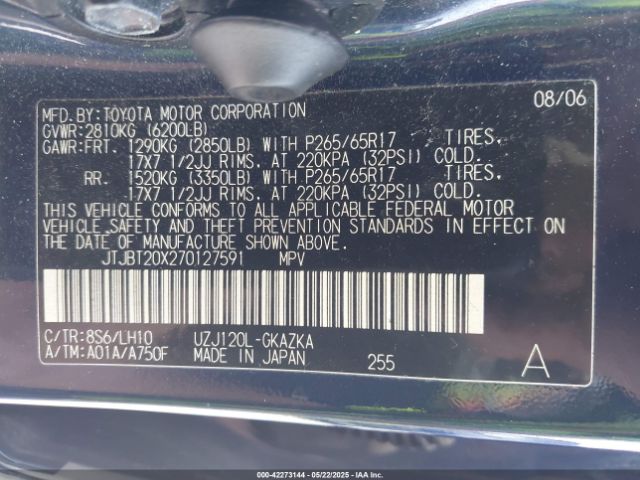 MFD.BY:TOYOTA MOTOR CORPORATION 08/06
GVWR:2810KG (6200LB)
GAWR:FRT. 1290KG (2850LB) WITH P265/65R17 TIRES,
17X7 1/2JJ RIMS. AT 220KPA (32PSI) COLD.
RR. 1520KG (3350LB) WITH P265/65R17 TIRES,
17X7 1/2JJ RIMS. AT 220KPA (32PSI) COLD.
THIS VEHICLE CONFORMS TO ALL APPLICABLE FEDERAL MOTOR
VEHICLE SAFETY AND THEFT PREVENTION STANDARDS IN EFFECT ON
THE DATE OF MANUFACTURE SHOWN ABOVE.
JTJBT20X270127591 MPV
C/TR:8S6/LH10 UZJ120L-GKAZKA
A/TM:A01A/A750F MADE IN JAPAN 255 A
000-42273144 - 05/22/2025 - IAA, Inc.